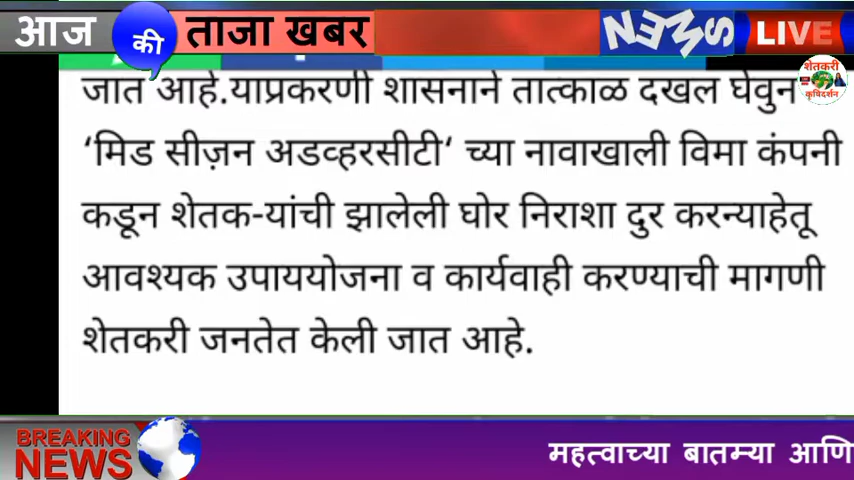 आज की ताजा खबर
NEWS LIVE
शेतकरी
कृषिदर्शन
जात आहे.याप्रकरणी शासनाने तात्काळ दखल घेवुन
‘मिड सीज़न अडव्हरसीटी‘ च्या नावाखाली विमा कंपनी
कडून शेतक-यांची झालेली घोर निराशा दुर करन्याहेतू
आवश्यक उपाययोजना व कार्यवाही करण्याची मागणी
शेतकरी जनतेत केली जात आहे.
BREAKING
NEWS
महत्वाच्या बातम्या आणि